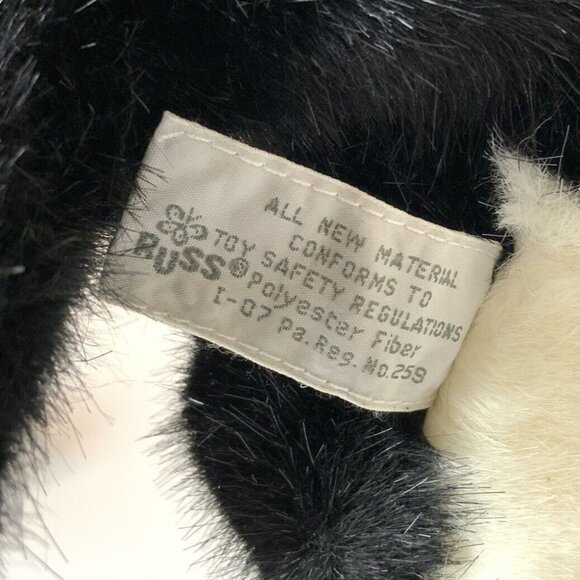 ALL NEW MATERIAL
CONFORMS TO
TOY SAFETY REGULATIONS
RUSS® Polyester Fiber
I-07 Pa.Reg.No.259